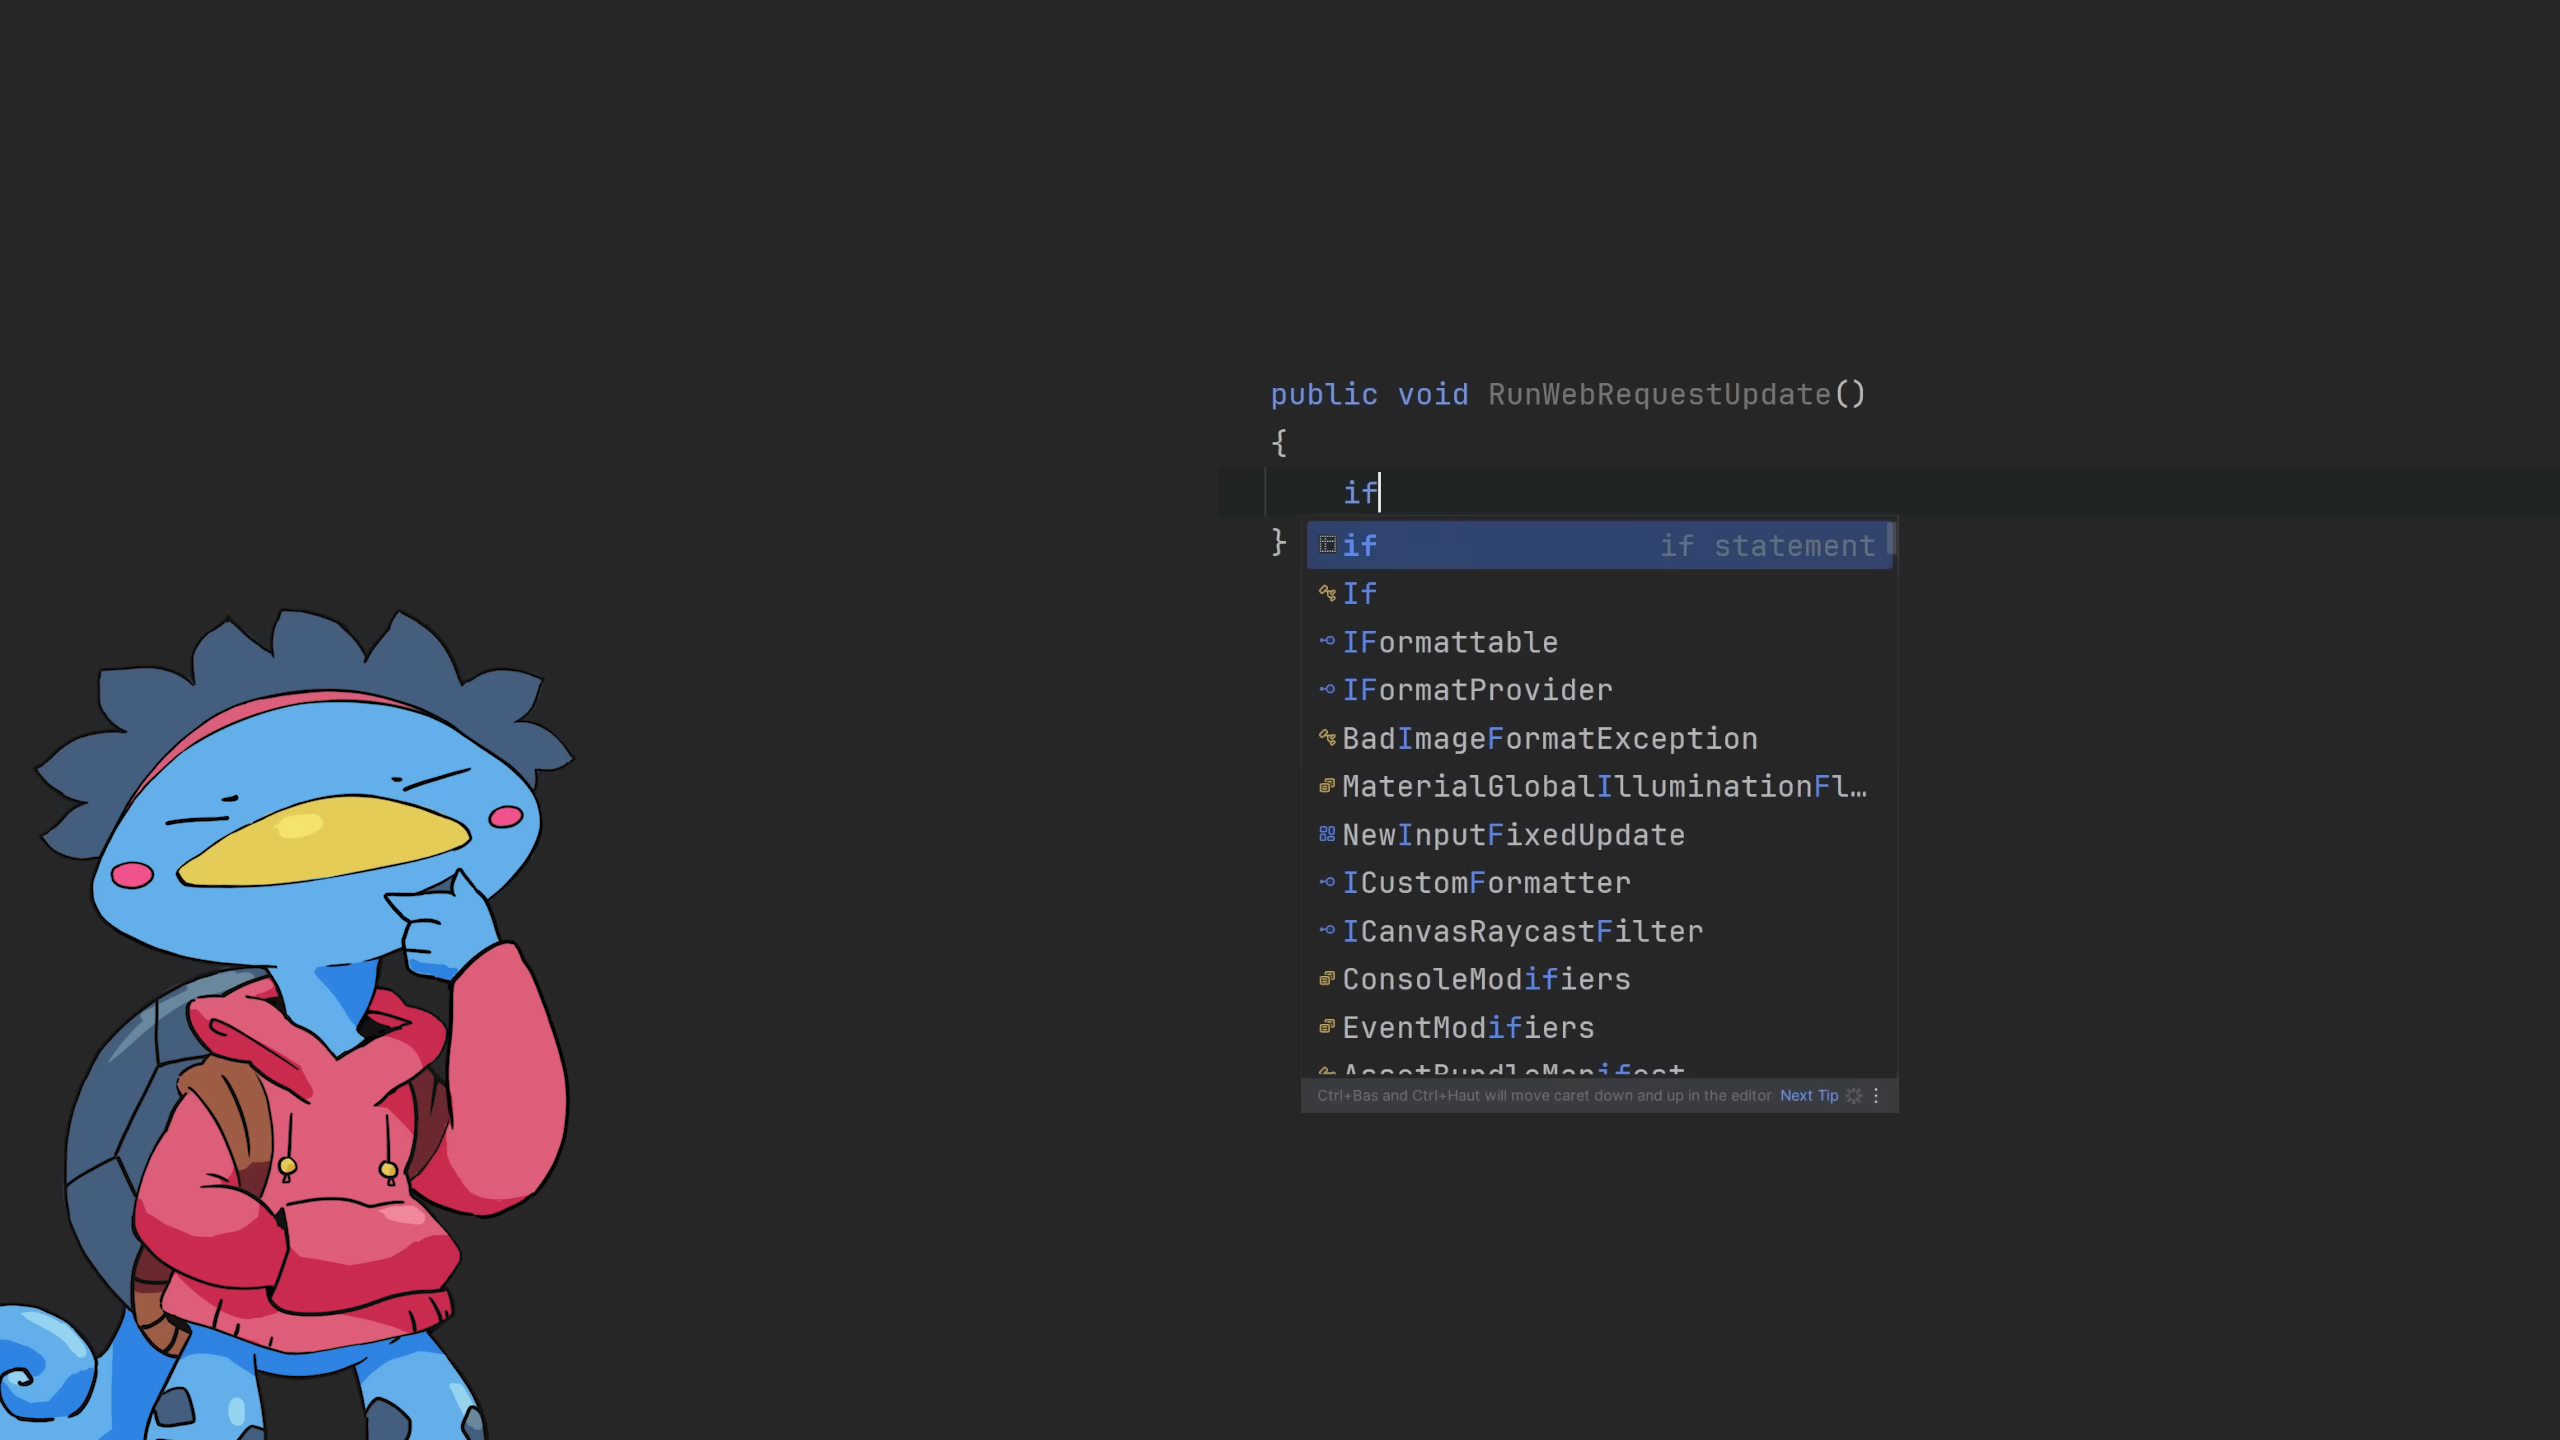 public void RunWebRequestUpdate()
{
if
}
if if statement
If
IFormattable
IFormatProvider
BadImageFormatException
MaterialGlobalIlluminationFl…
NewInputFixedUpdate
ICustomFormatter
ICanvasRaycastFilter
ConsoleModifiers
EventModifiers
AssetBundleManifest
Ctrl+Bas and Ctrl+Haut will move caret down and up in the editor Next Tip